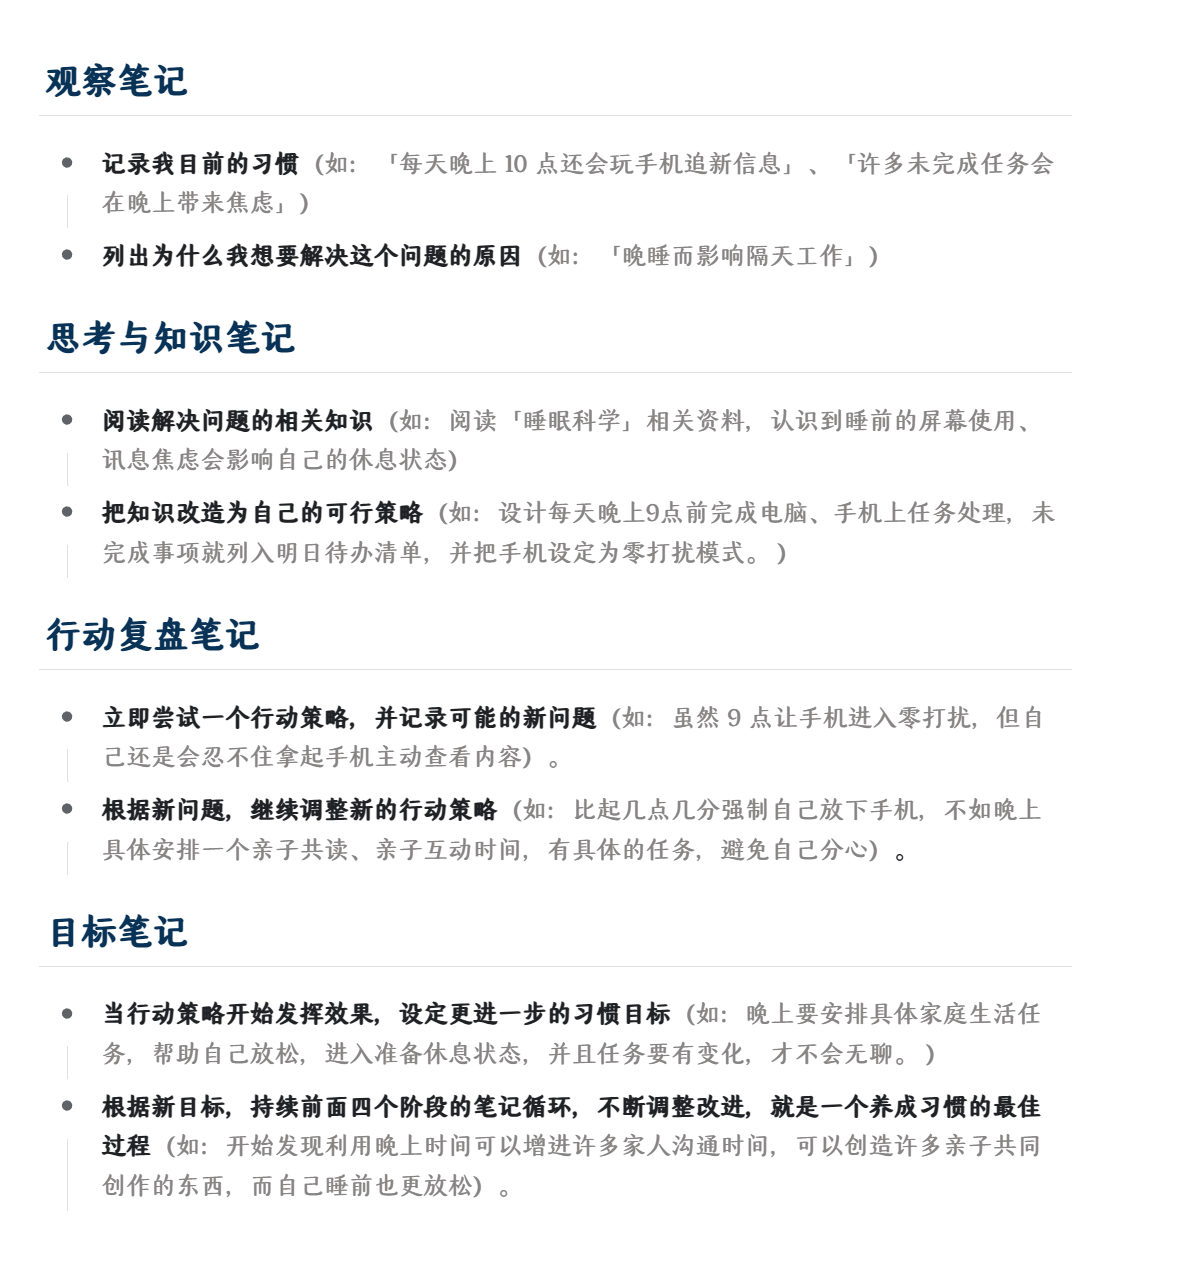 观察笔记
记录我目前的习惯（如：「每天晚上 10 点还会玩手机追新信息」、「许多未完成任务会
在晚上带来焦虑」）
列出为什么我想要解决这个问题的原因（如：「晚睡而影响隔天工作」）
思考与知识笔记
阅读解决问题的相关知识（如：阅读「睡眠科学」相关资料，认识到睡前的屏幕使用、
讯息焦虑会影响自己的休息状态)
把知识改造为自己的可行策略（如：设计每天晚上9点前完成电脑、手机上任务处理，未
完成事项就列入明日待办清单，并把手机设定为零打扰模式。）
行动复盘笔记
立即尝试一个行动策略，并记录可能的新问题（如：虽然 9 点让手机进入零打扰，但自
己还是会忍不住拿起手机主动查看内容）。
根据新问题，继续调整新的行动策略（如：比起几点几分强制自己放下手机，不如晚上
具体安排一个亲子共读、亲子互动时间，有具体的任务，避免自己分心）。
目标笔记
当行动策略开始发挥效果，设定更进一步的习惯目标（如：晚上要安排具体家庭生活任
务，帮助自己放松，进入准备休息状态，并且任务要有变化，才不会无聊。）
根据新目标，持续前面四个阶段的笔记循环，不断调整改进，就是一个养成习惯的最佳
过程（如：开始发现利用晚上时间可以增进许多家人沟通时间，可以创造许多亲子共同
创作的东西，而自己睡前也更放松）。